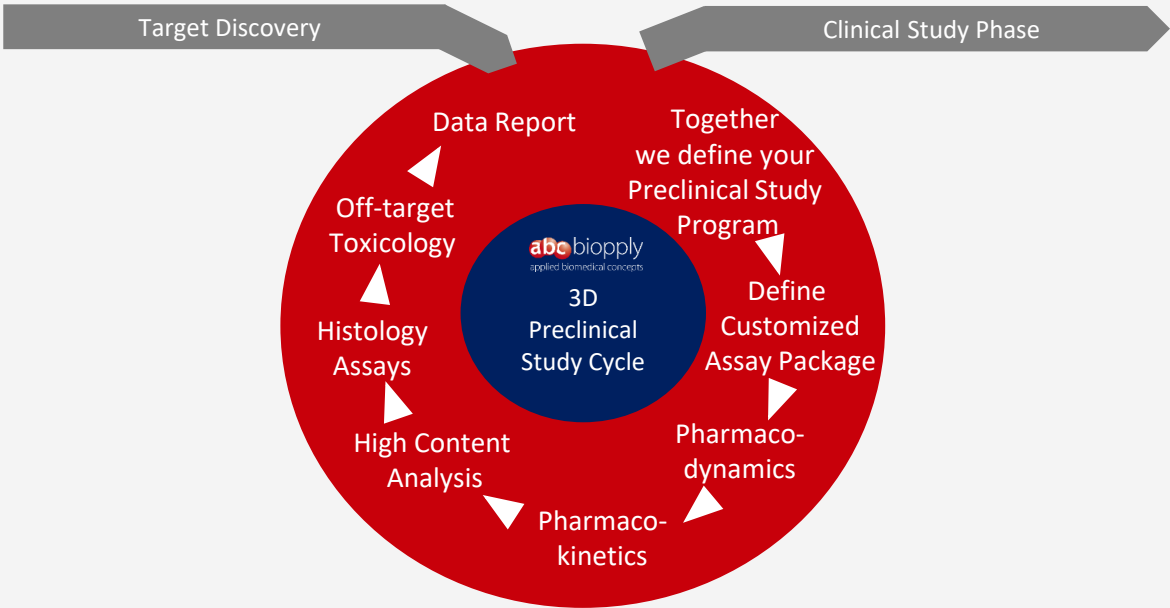 Target Discovery
Clinical Study Phase
Together
we define your
Preclinical Study
Program
Define
Customized
Assay Package
Pharmaco-
dynamics
Pharmaco-
kinetics
High Content
Analysis
Histology
Assays
Off-target
Toxicology
Data Report
abc biopply
applied biomedical concepts
3D
Preclinical
Study Cycle